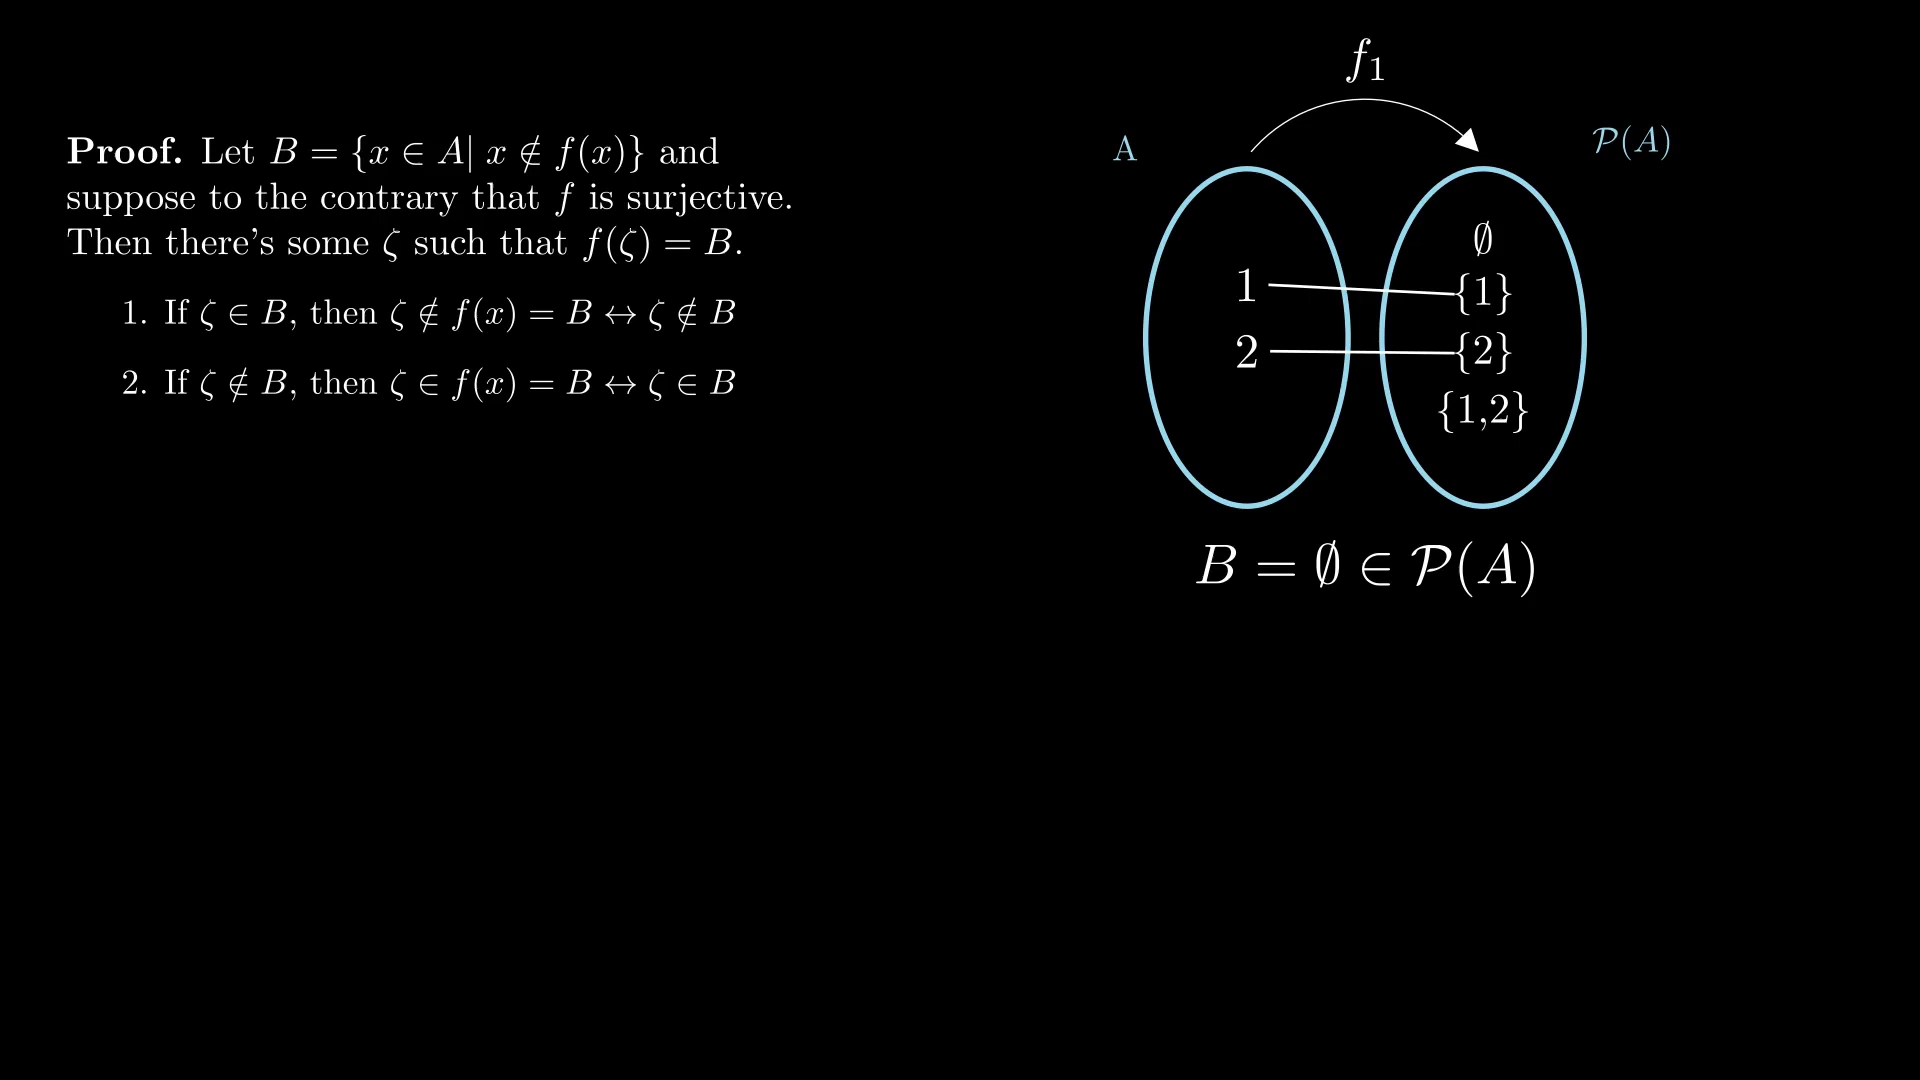 Proof. Let B = {x ∈ A| x ∉ f(x)} and
suppose to the contrary that f is surjective.
Then there's some ζ such that f(ζ) = B.
1. If ζ ∈ B, then ζ ∉ f(x) = B ↔ ζ ∉ B
2. If ζ ∉ B, then ζ ∈ f(x) = B ↔ ζ ∈ B
f₁
A
𝒫(A)
1
2
∅
{1}
{2}
{1,2}
B = ∅ ∈ 𝒫(A)